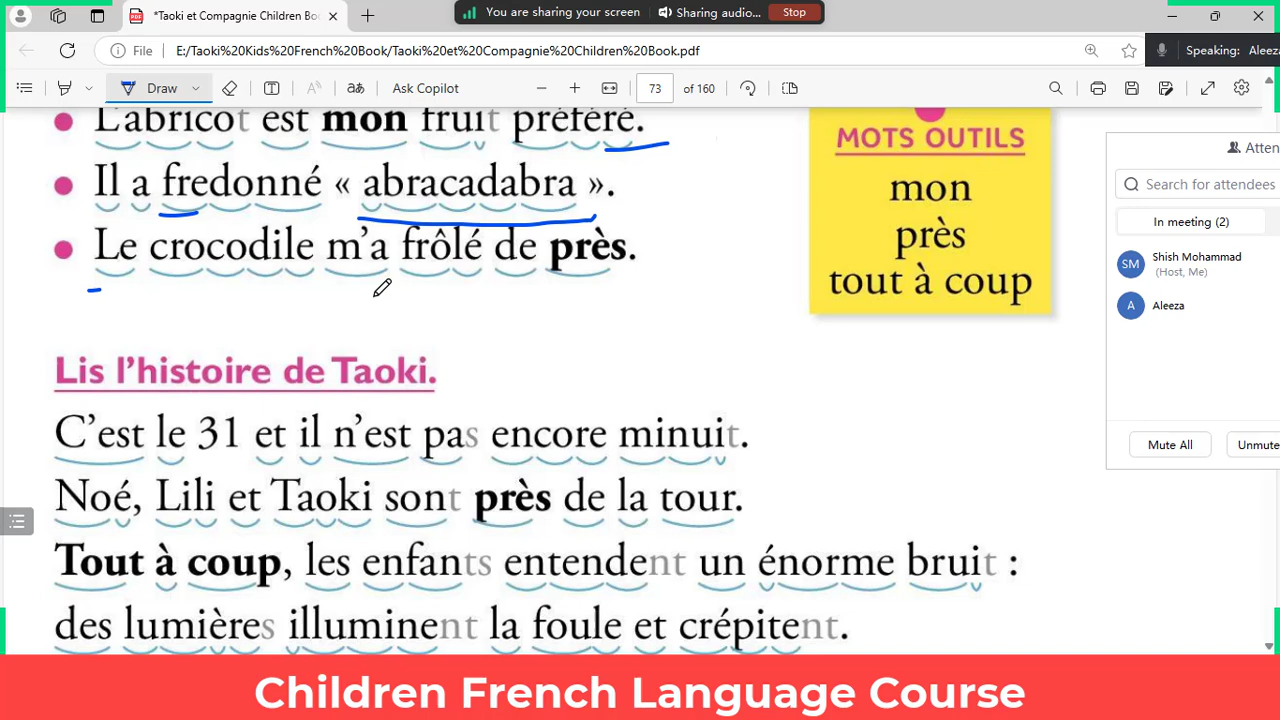 *Taoki et Compagnie Children Bo
You are sharing your screen
Sharing audio...
Stop
File
E:/Taoki%20Kids%20French%20Book/Taoki%20et%20Compagnie%20Children%20Book.pdf
Speaking: Aleeza
Draw
Ask Copilot
73
of 160
L'abricot est mon fruit préféré.
Il a fredonné « abracadabra ».
Le crocodile m'a frôlé de près.
MOTS OUTILS
mon
près
tout à coup
Atten
Search for attendees
In meeting (2)
SM
Shish Mohammad
(Host, Me)
A
Aleeza
Mute All
Unmute
Lis l'histoire de Taoki.
C'est le 31 et il n'est pas encore minuit.
Noé, Lili et Taoki sont près de la tour.
Tout à coup, les enfants entendent un énorme bruit :
des lumières illuminent la foule et crépitent.
Children French Language Course